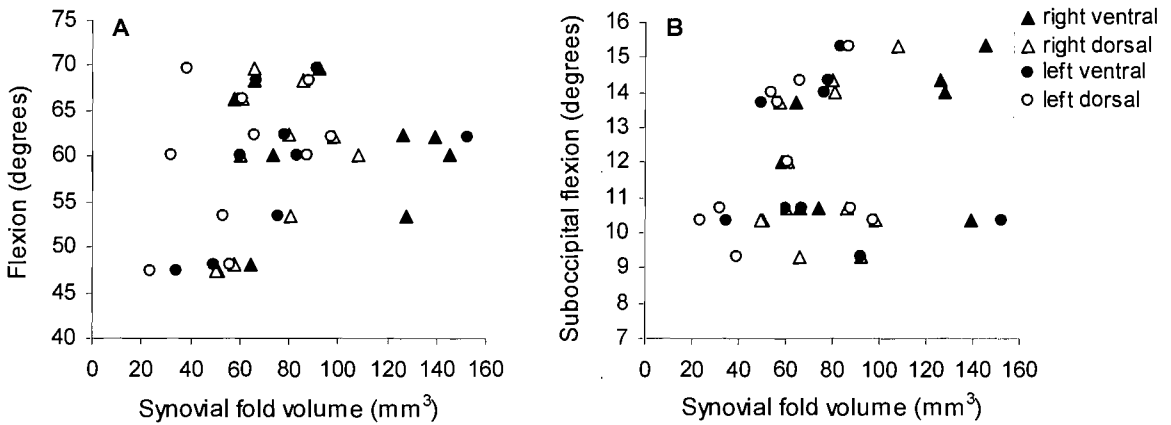 A
Flexion (degrees)
75
70
65
60
55
50
45
40
0 20 40 60 80 100 120 140 160
Synovial fold volume (mm³)
B
Suboccipital flexion (degrees)
16
15
14
13
12
11
10
9
8
7
0 20 40 60 80 100 120 140 160
Synovial fold volume (mm³)
right ventral
right dorsal
left ventral
left dorsal